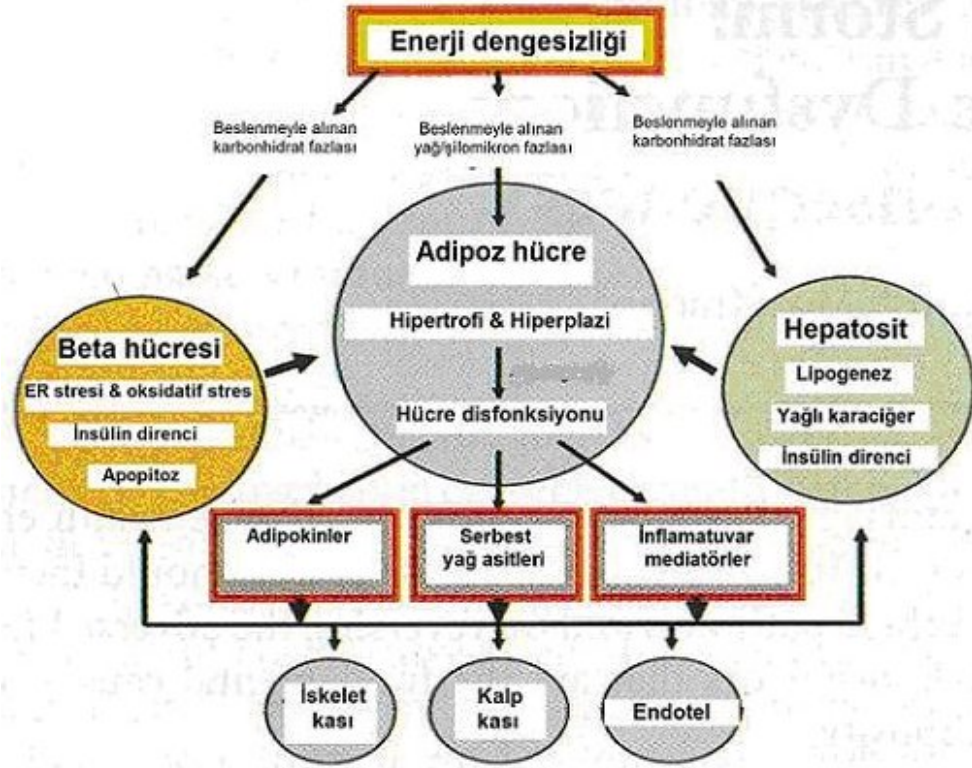 Enerji dengesizliği
Beslenmeyle alınan
karbonhidrat fazlası
Beslenmeyle alınan
yağ/şilomikron fazlası
Beslenmeyle alınan
karbonhidrat fazlası
Adipoz hücre
Hipertrofi & Hiperplazi
Hücre disfonksiyonu
Beta hücresi
ER stresi & oksidatif stres
İnsülin direnci
Apopitoz
Hepatosit
Lipogenez
Yağlı karaciğer
İnsülin direnci
Adipokinler
Serbest
yağ asitleri
İnflamatuvar
mediatörler
İskelet
kası
Kalp
kası
Endotel